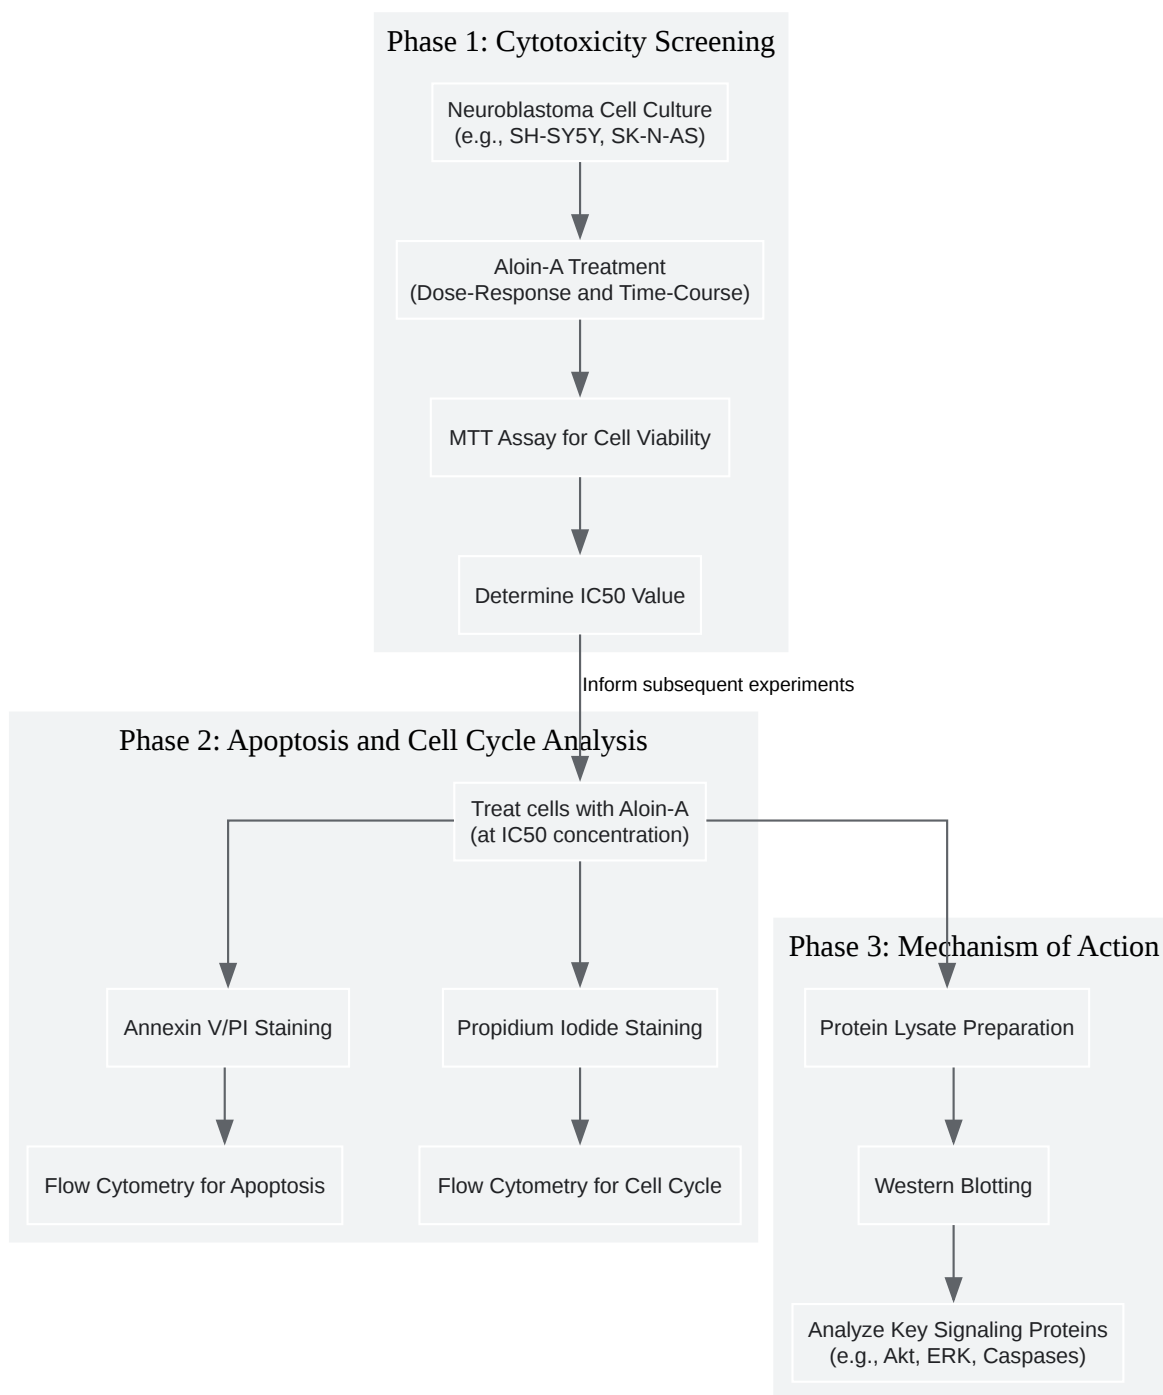 Phase 1: Cytotoxicity Screening
Neuroblastoma Cell Culture
(e.g., SH-SY5Y, SK-N-AS)
Aloin-A Treatment
(Dose-Response and Time-Course)
MTT Assay for Cell Viability
Determine IC50 Value
Inform subsequent experiments
Phase 2: Apoptosis and Cell Cycle Analysis
Treat cells with Aloin-A
(at IC50 concentration)
Annexin V/PI Staining
Propidium Iodide Staining
Flow Cytometry for Apoptosis
Flow Cytometry for Cell Cycle
Phase 3: Mechanism of Action
Protein Lysate Preparation
Western Blotting
Analyze Key Signaling Proteins
(e.g., Akt, ERK, Caspases)